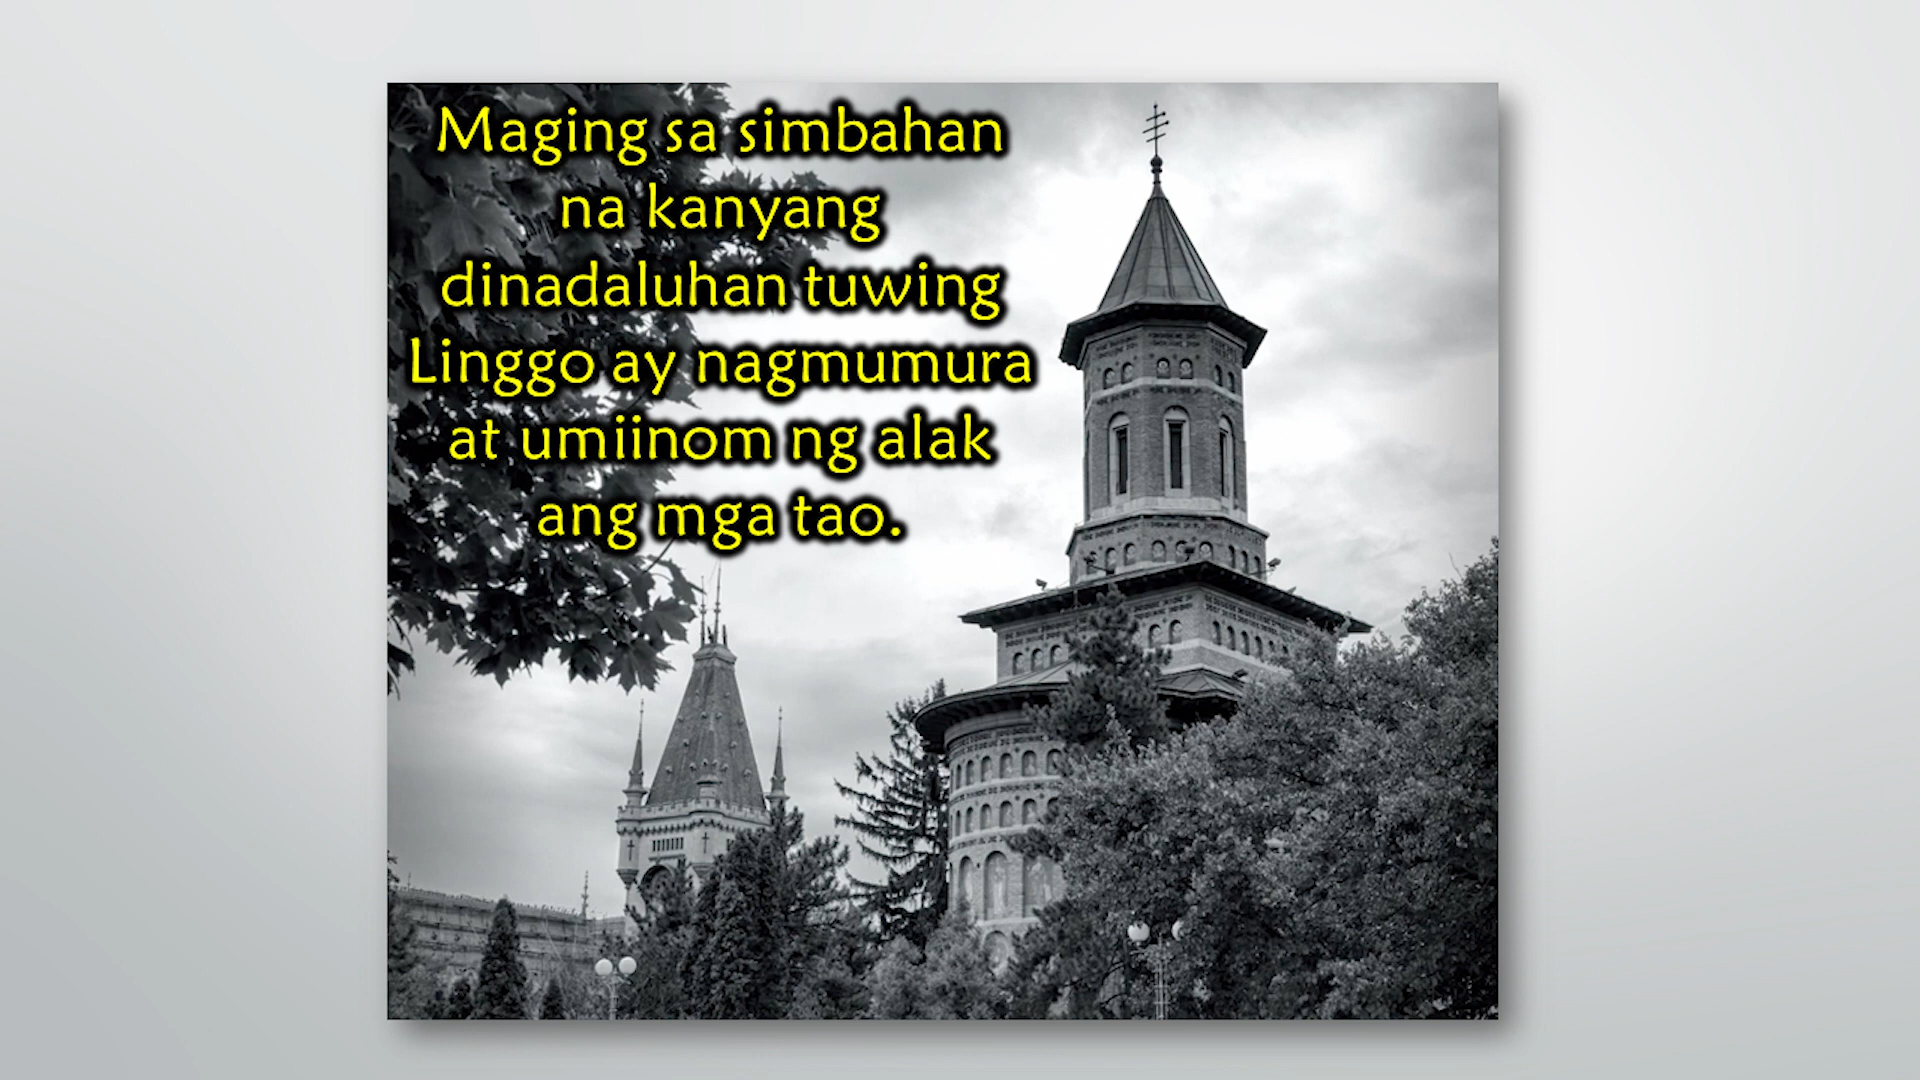 Maging sa simbahan
na kanyang
dinadaluhan tuwing
Linggo ay nagmumura
at umiinom ng alak
ang mga tao.